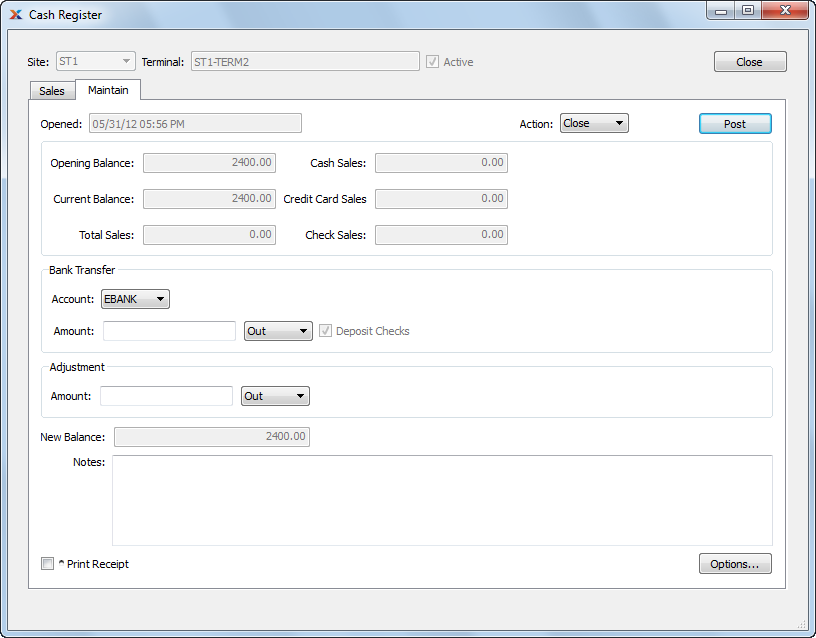 Cash Register
Site: ST1 Terminal: ST1-TERM2 Active Close
Sales Maintain
Opened: 05/31/12 05:56 PM Action: Close Post
Opening Balance: 2400.00 Cash Sales: 0.00
Current Balance: 2400.00 Credit Card Sales 0.00
Total Sales: 0.00 Check Sales: 0.00
Bank Transfer
Account: EBANK
Amount: Out Deposit Checks
Adjustment
Amount: Out
New Balance: 2400.00
Notes:
^ Print Receipt Options...